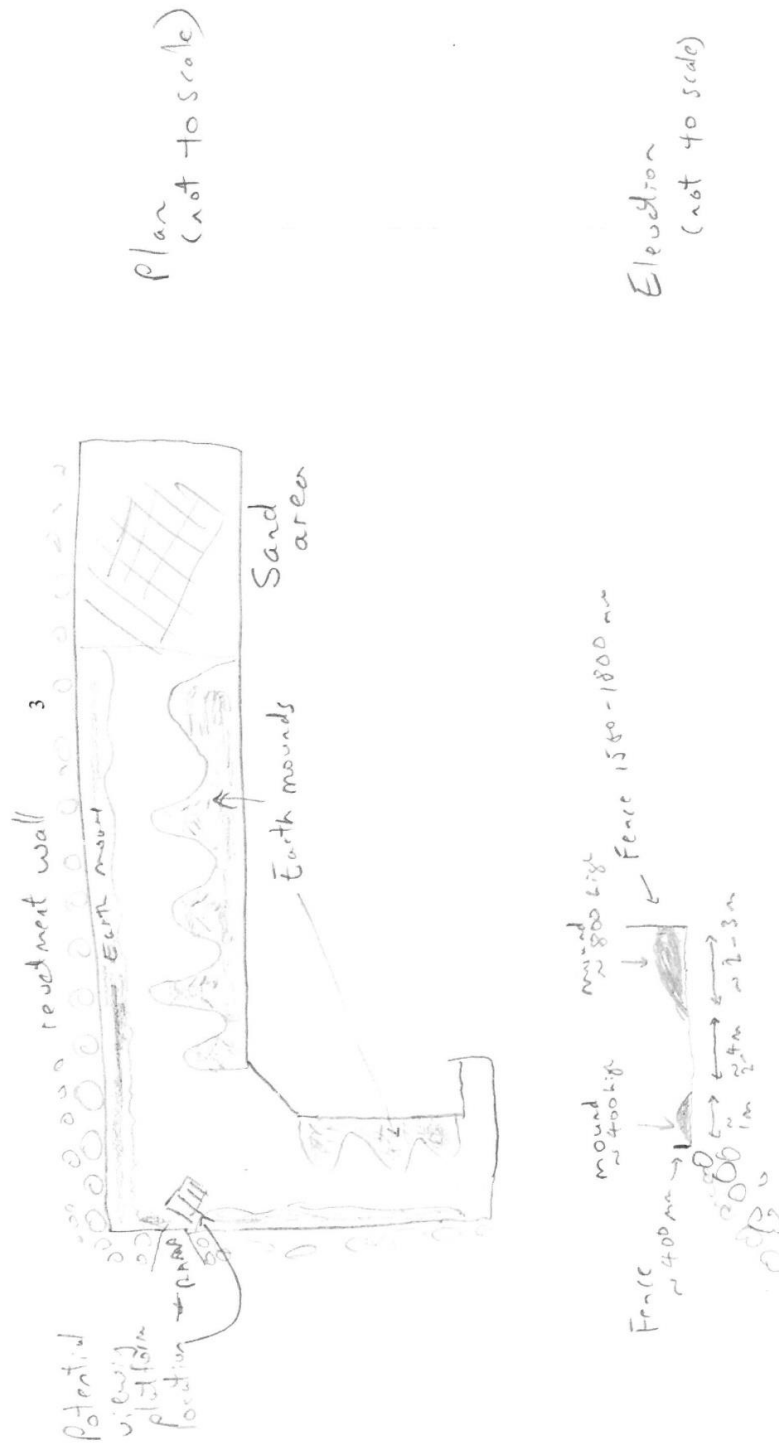 Plan
(not to scale)
revetment wall
3
Earth mount
Earth mounds
Sand
area
Potential
viewing
platform
location
RAMP
Elevation
(not to scale)
mound
~ 400 high
mound
~ 800 high
Fence 1500-1800 mm
Fence
~ 400 mm
~
1m
~
2-4m
~ 2-3m